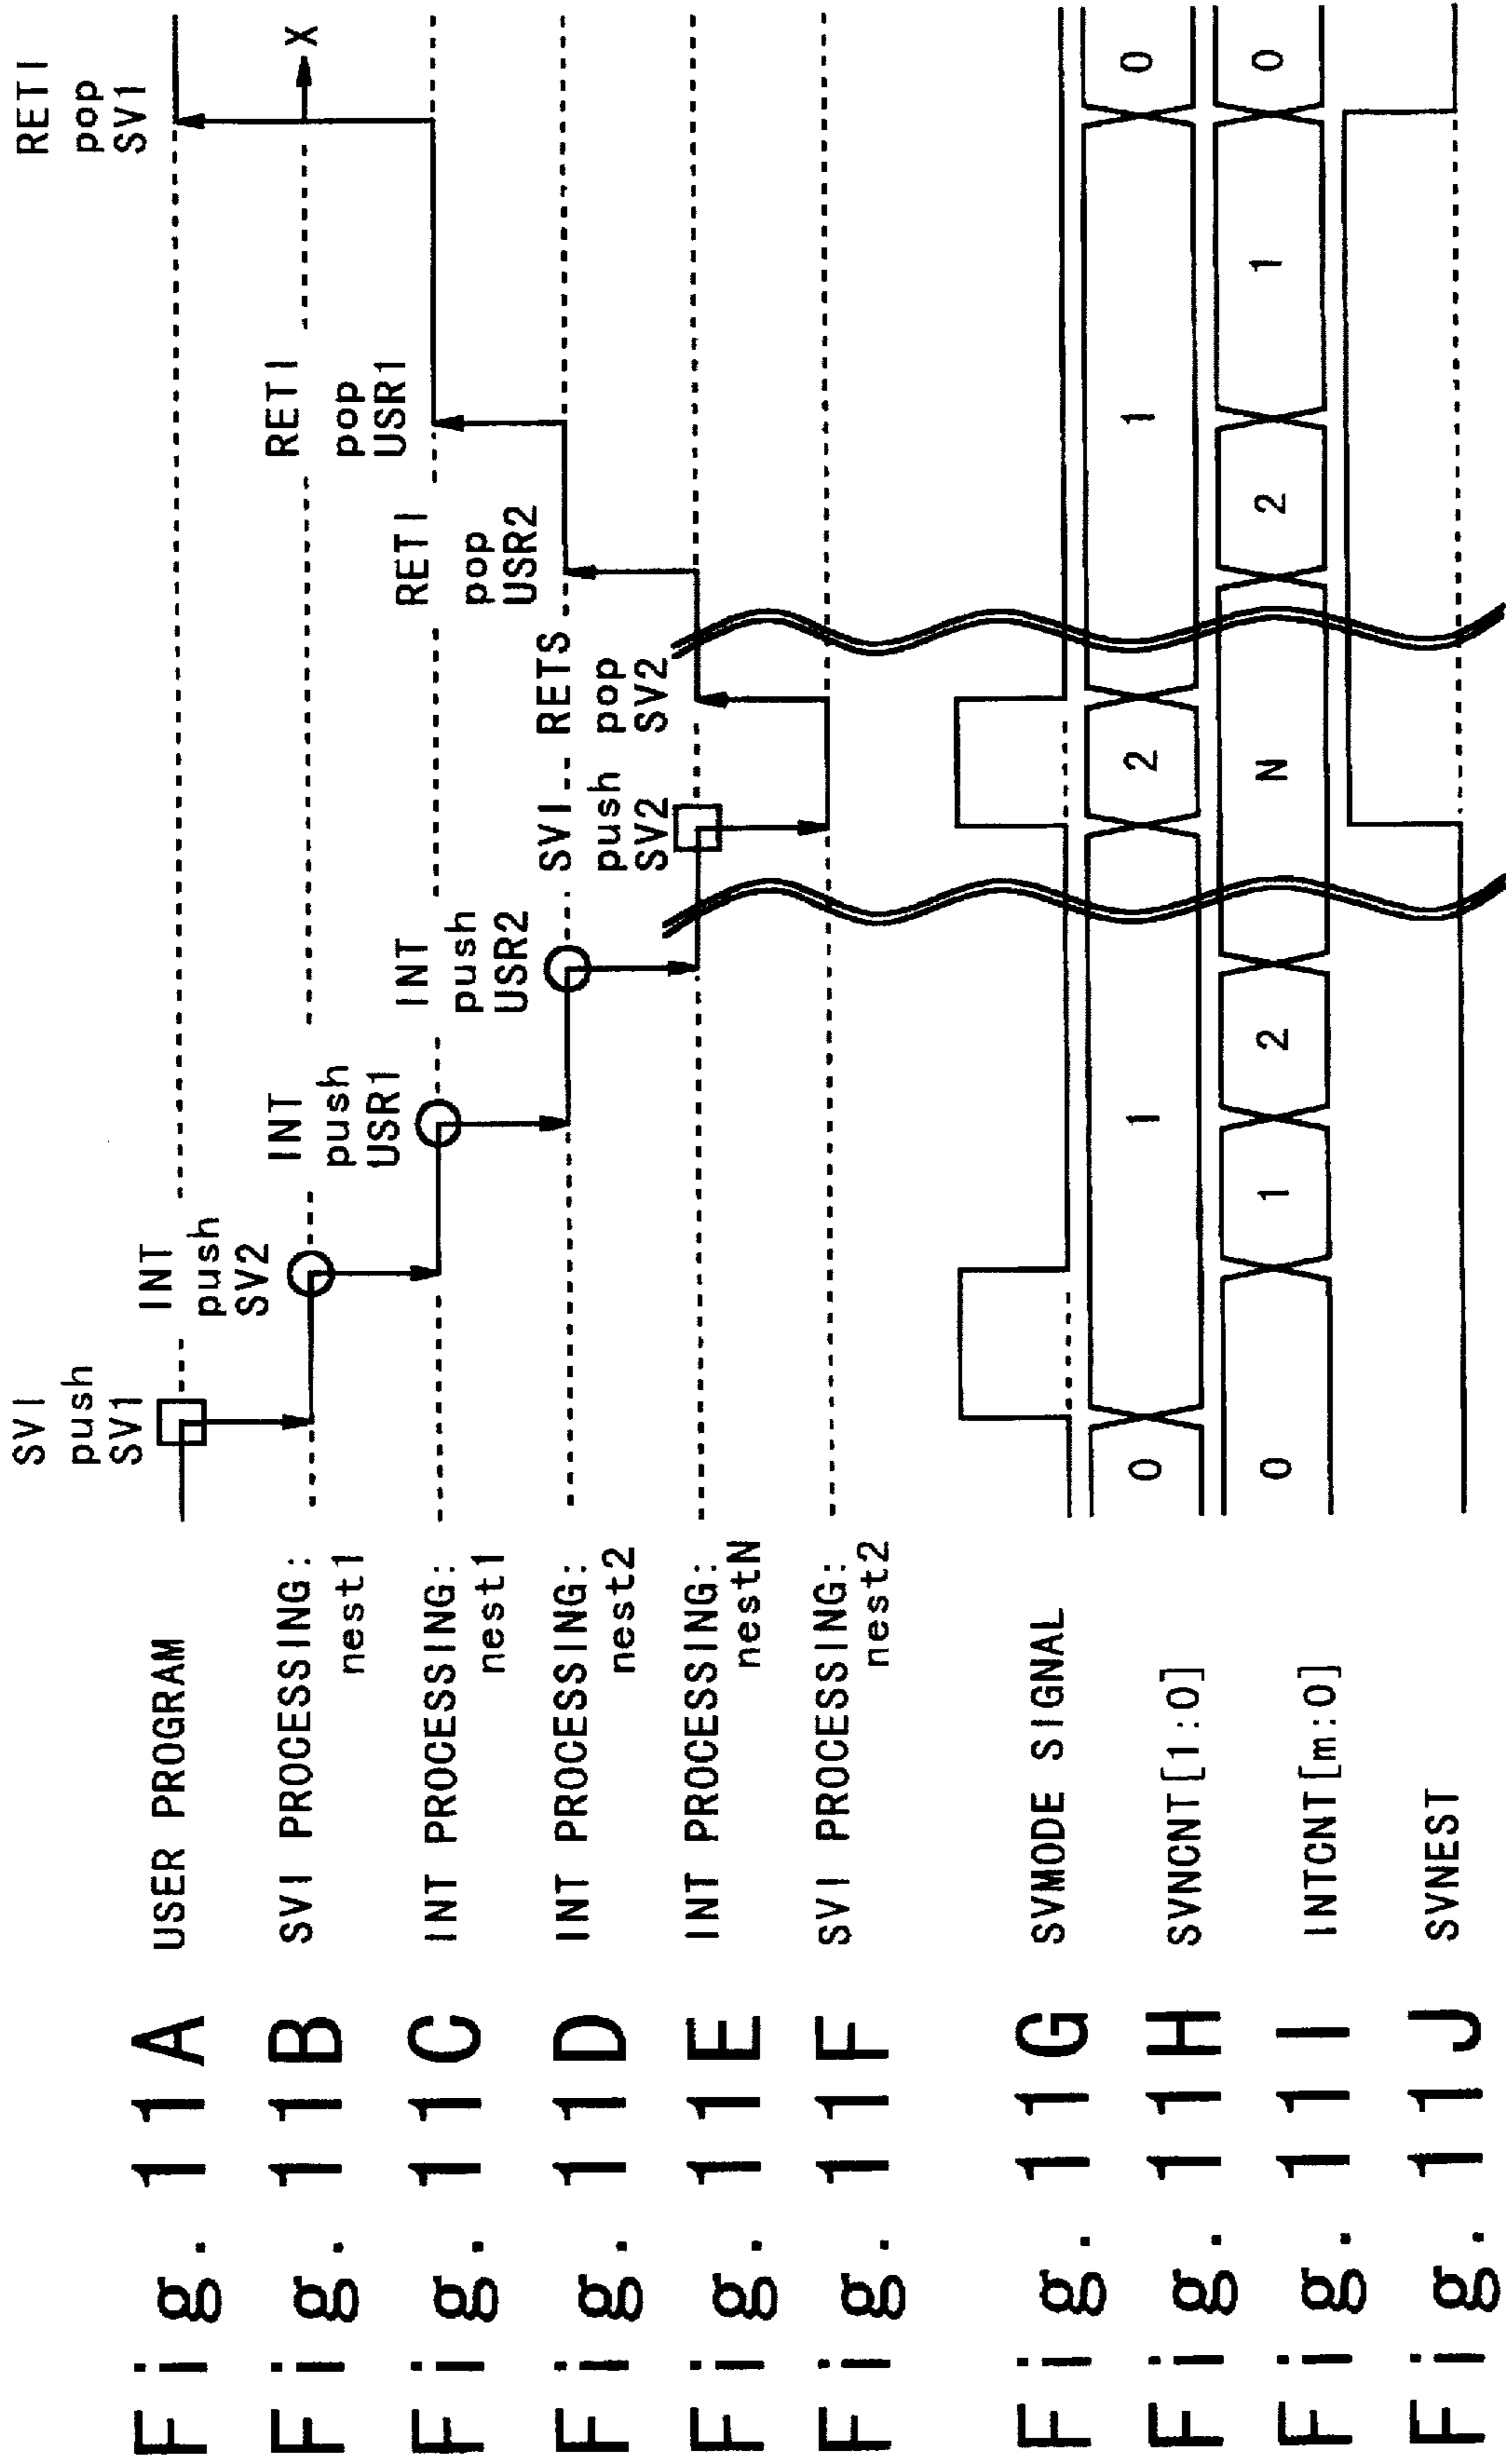 SVI
push
SV1
INT
push
SV2
INT
push
USR1
INT
push
USR2
SVI
push
SV2
RETS
pop
SV2
RETI
pop
USR2
RETI
pop
USR1
RETI
pop
SV1
X
Fig. 11A USER PROGRAM
Fig. 11B SVI PROCESSING:
nest1
Fig. 11C INT PROCESSING:
nest1
Fig. 11D INT PROCESSING:
nest2
Fig. 11E INT PROCESSING:
nestN
Fig. 11F SVI PROCESSING:
nest2
Fig. 11G SVMODE SIGNAL
Fig. 11H SVNCNT[1:0] 0 1 2 1 0
Fig. 11I INTCNT[m:0] 0 1 2 N 2 1 0
Fig. 11J SVNEST